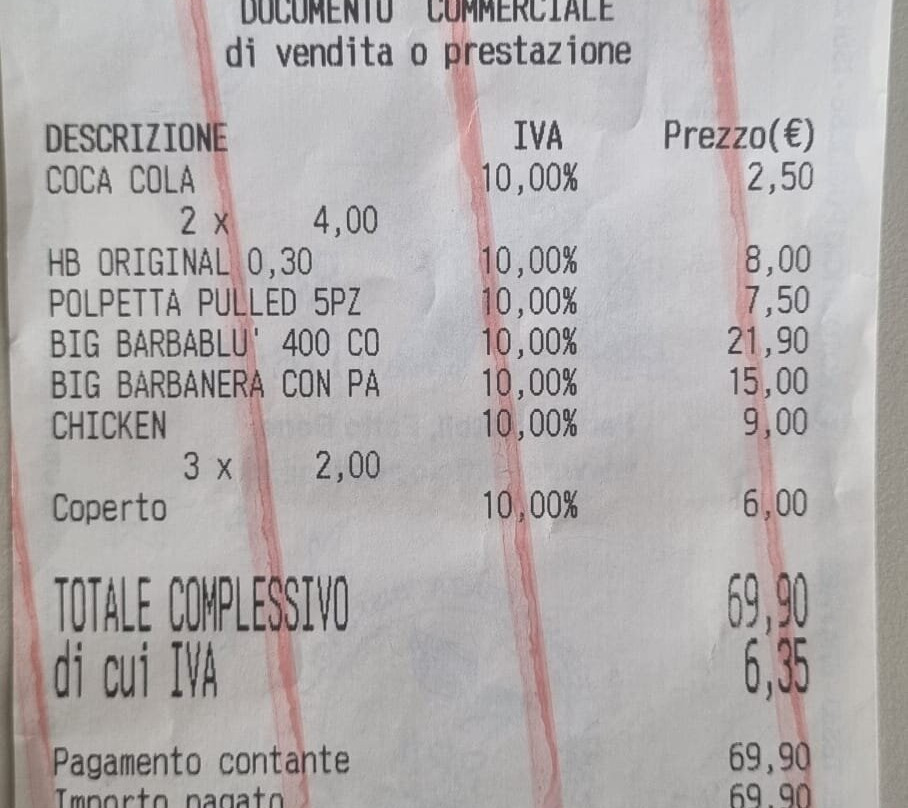 DOCUMENTO COMMERCIALE
di vendita o prestazione
DESCRIZIONE IVA Prezzo(€)
COCA COLA 10,00% 2,50
2 x 4,00
HB ORIGINAL 0,30 10,00% 8,00
POLPETTA PULLED 5PZ 10,00% 7,50
BIG BARBABLU' 400 CO 10,00% 21,90
BIG BARBANERA CON PA 10,00% 15,00
CHICKEN 10,00% 9,00
3 x 2,00
Coperto 10,00% 6,00
TOTALE COMPLESSIVO 69,90
di cui IVA 6,35
Pagamento contante 69,90
Importo pagato 69,90